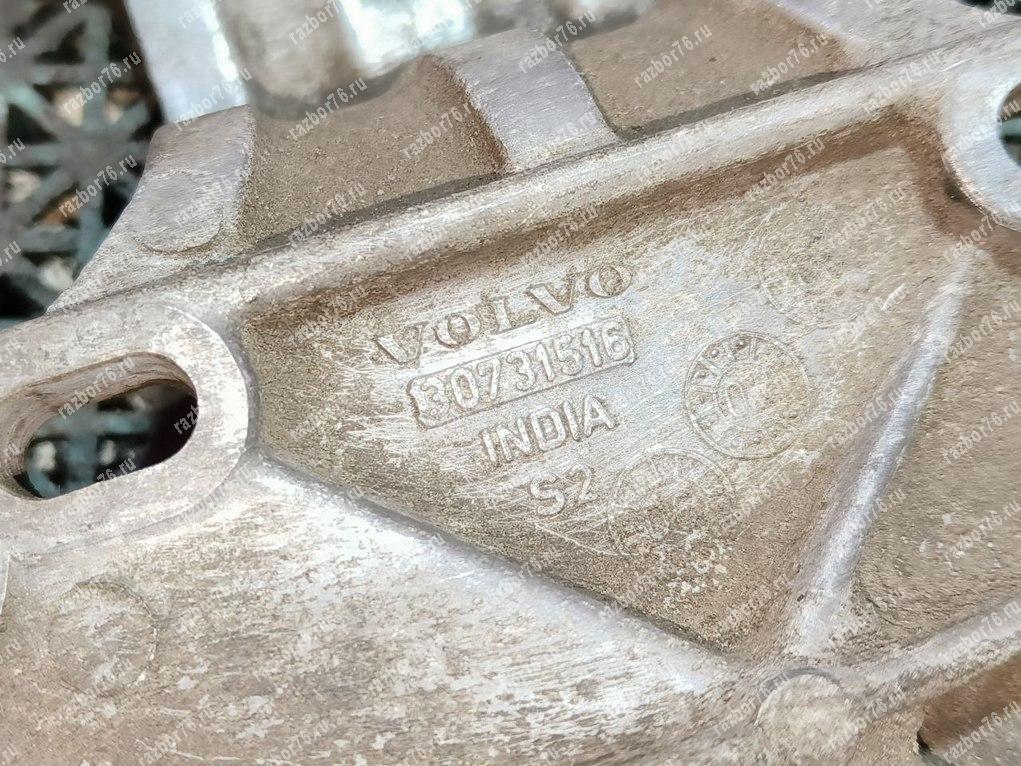 VOLVO
30731516
INDIA
S2
razbor76.ru